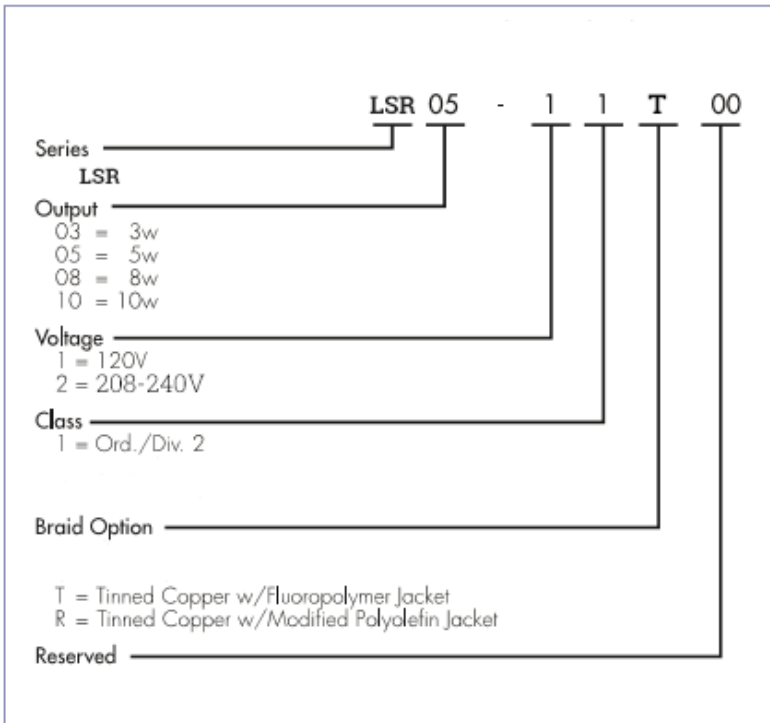 LSR 05 - 1 1 T 00
Series
LSR
Output
03 = 3w
05 = 5w
08 = 8w
10 = 10w
Voltage
1 = 120V
2 = 208-240V
Class
1 = Ord./Div. 2
Braid Option
T = Tinned Copper w/Fluoropolymer Jacket
R = Tinned Copper w/Modified Polyolefin Jacket
Reserved